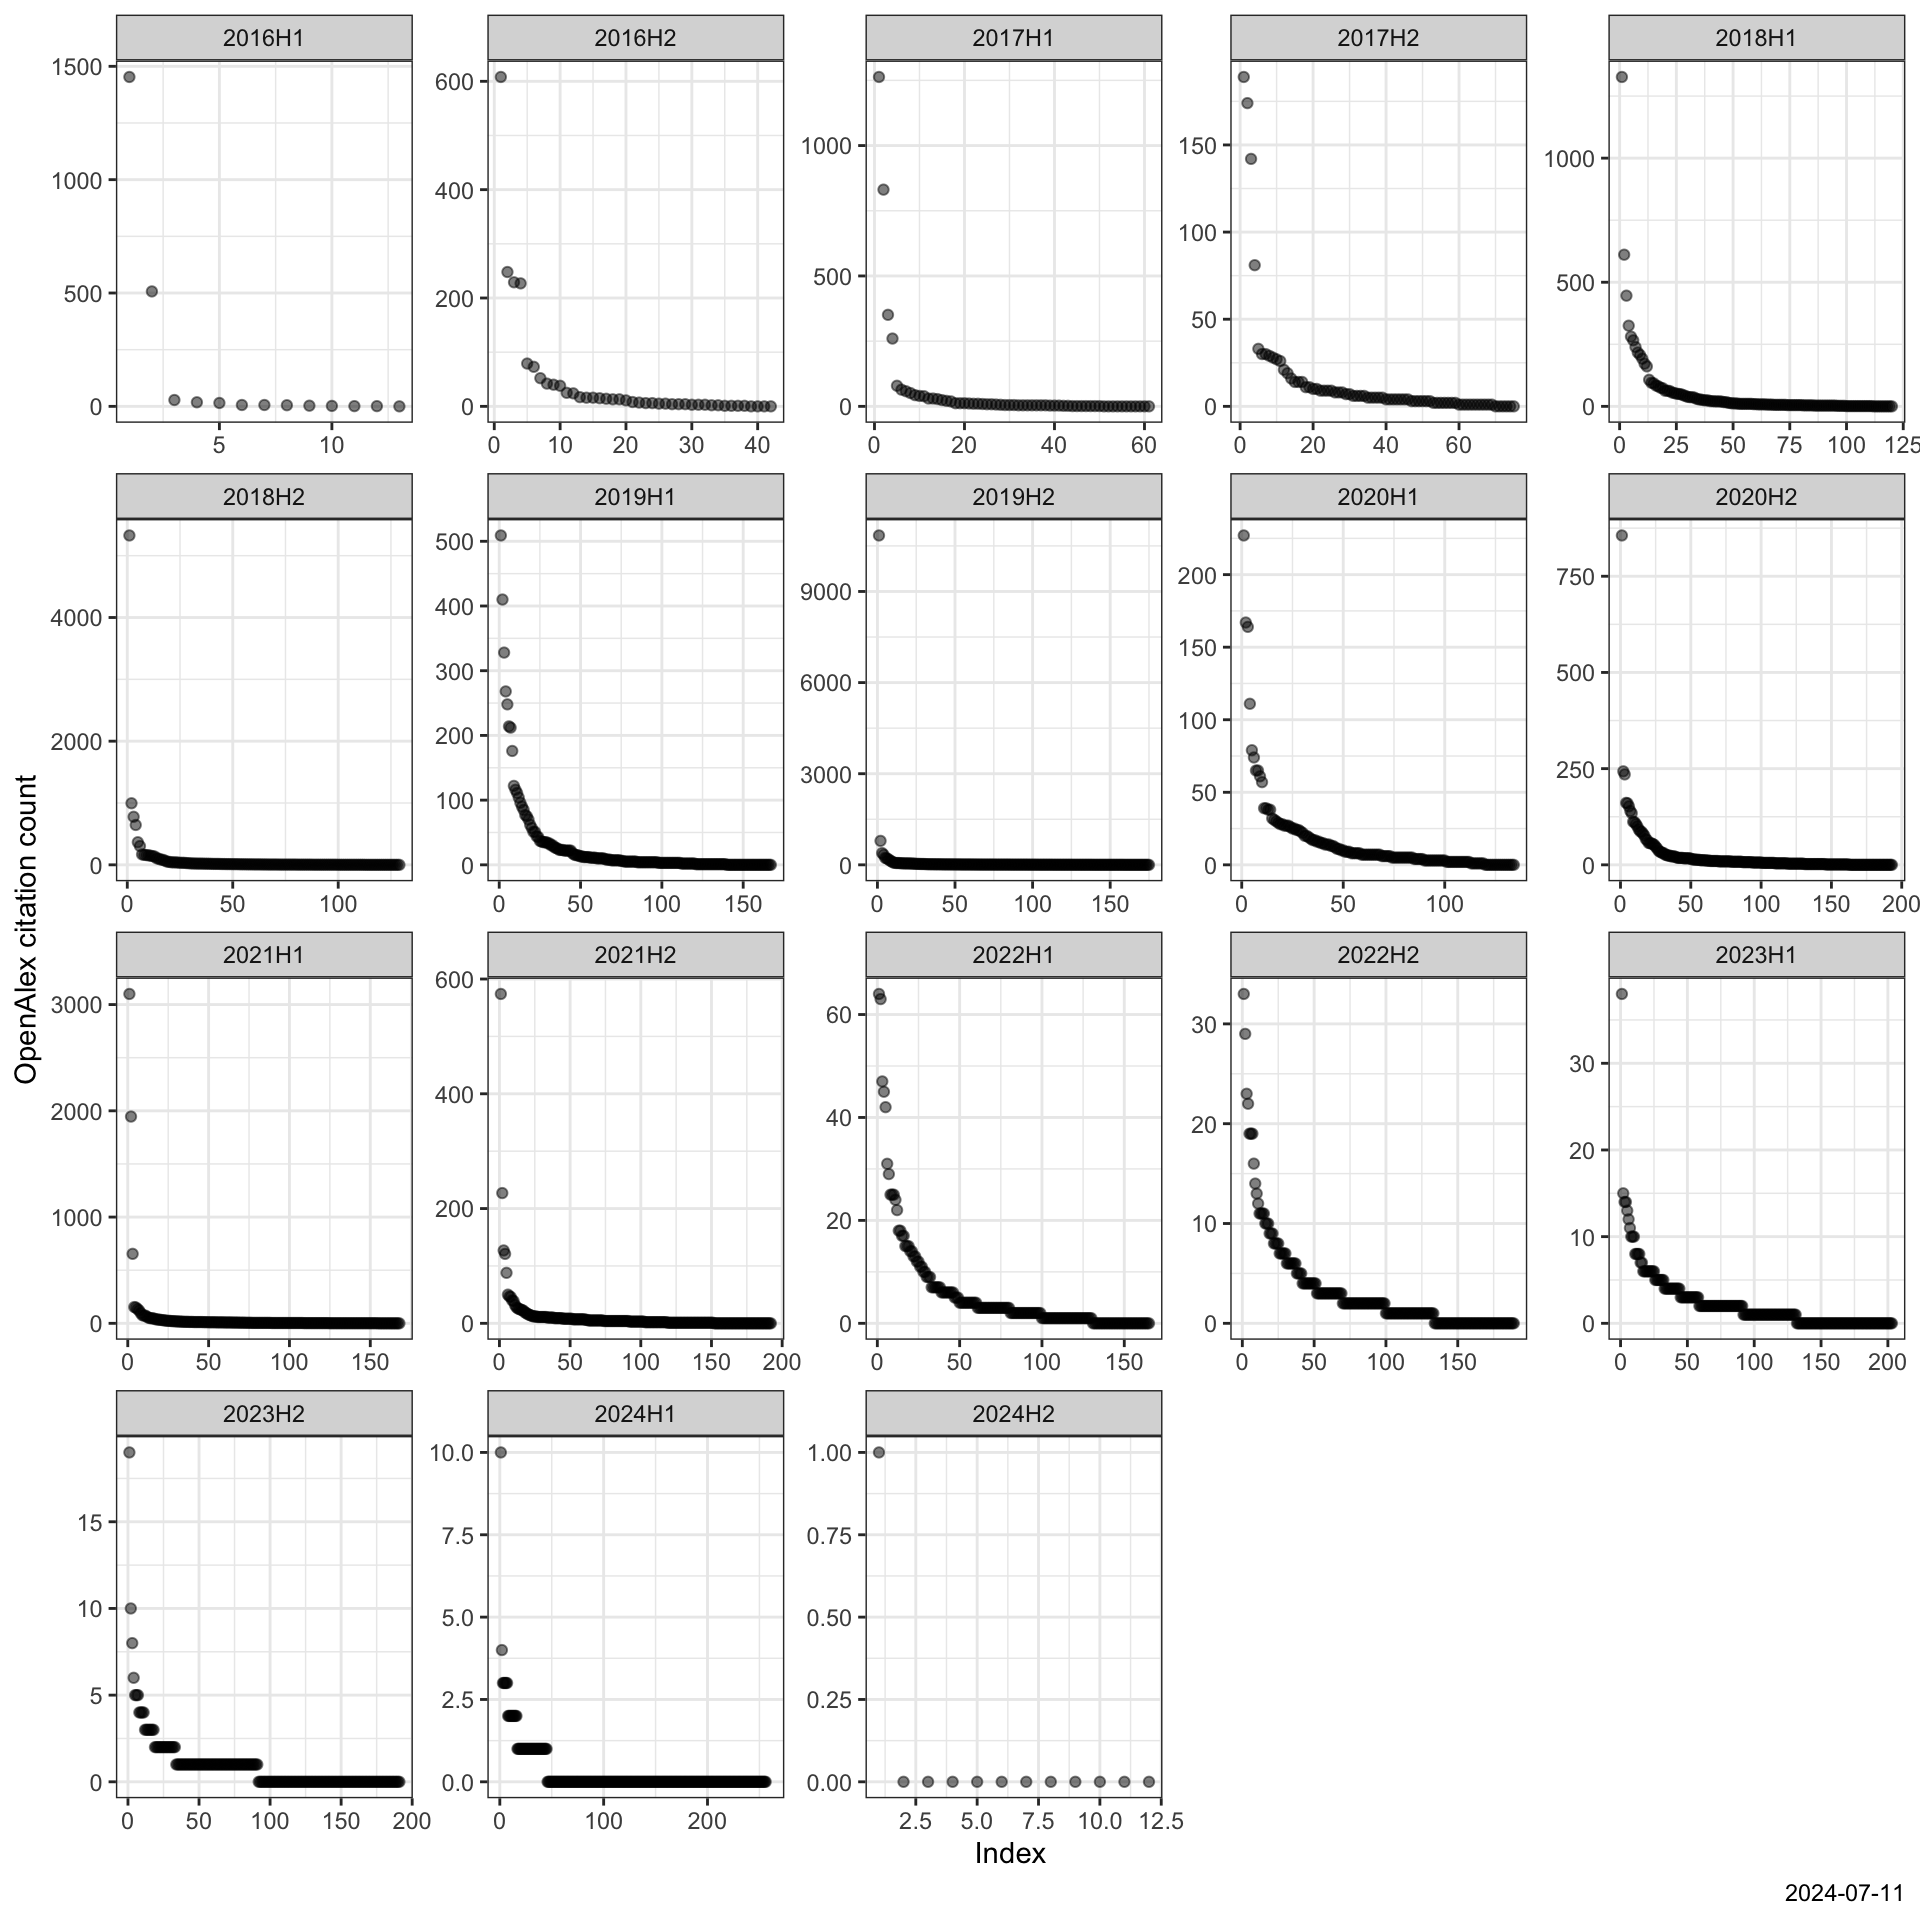 2016H1 2016H2 2017H1 2017H2 2018H1
1500 1000 500 0 600 400 200 0 1000 500 0 150 100 50 0 1000 500 0
5 10 0 10 20 30 40 0 20 40 60 0 20 40 60 0 25 50 75 100 125
2018H2 2019H1 2019H2 2020H1 2020H2
4000 2000 0 500 400 300 200 100 0 9000 6000 3000 0 200 150 100 50 0 750 500 250 0
0 50 100 0 50 100 150 0 50 100 150 0 50 100 0 50 100 150 200
OpenAlex citation count
2021H1 2021H2 2022H1 2022H2 2023H1
3000 2000 1000 0 600 400 200 0 60 40 20 0 30 20 10 0 30 20 10 0
0 50 100 150 0 50 100 150 200 0 50 100 150 0 50 100 150 0 50 100 150 200
2023H2 2024H1 2024H2
15 10 5 0 10.0 7.5 5.0 2.5 0.0 1.00 0.75 0.50 0.25 0.00
0 50 100 150 200 0 100 200 2.5 5.0 7.5 10.0 12.5
Index
2024-07-11